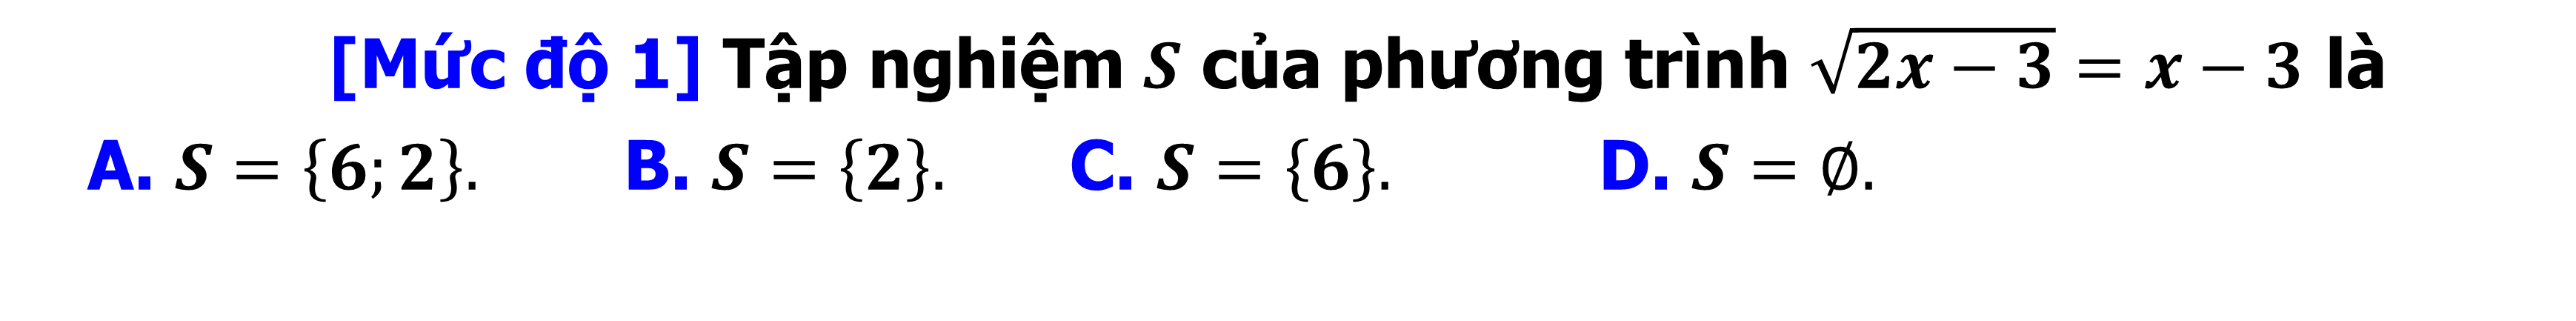 [Mức độ 1] Tập nghiệm S của phương trình √(2x − 3) = x − 3 là
A. S = {6; 2}. B. S = {2}. C. S = {6}. D. S = ∅.